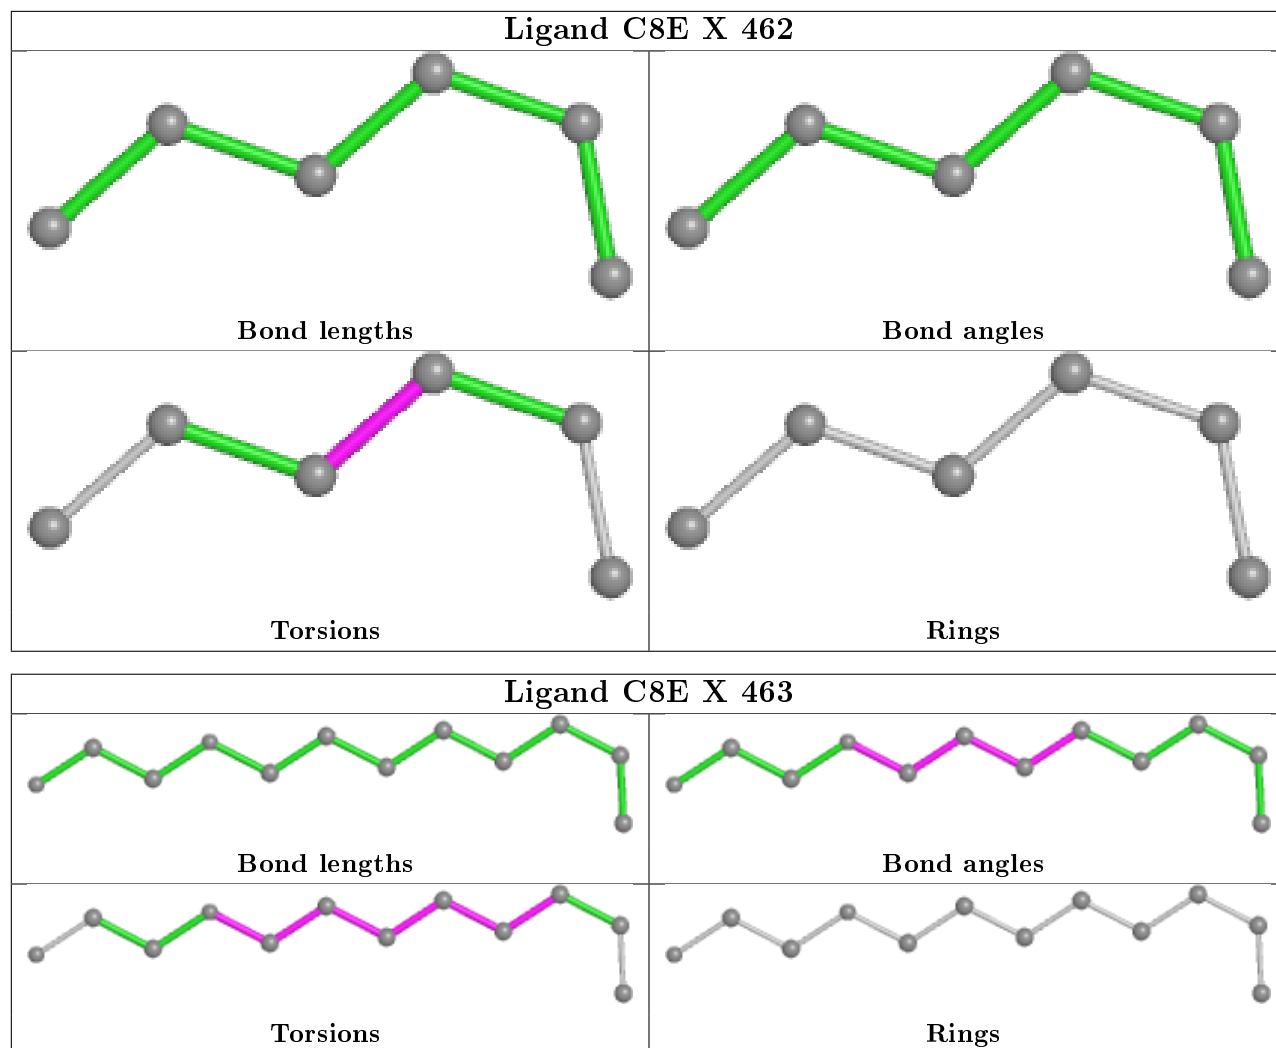 Ligand C8E X 462
Bond lengths
Bond angles
Torsions
Rings
Ligand C8E X 463
Bond lengths
Bond angles
Torsions
Rings